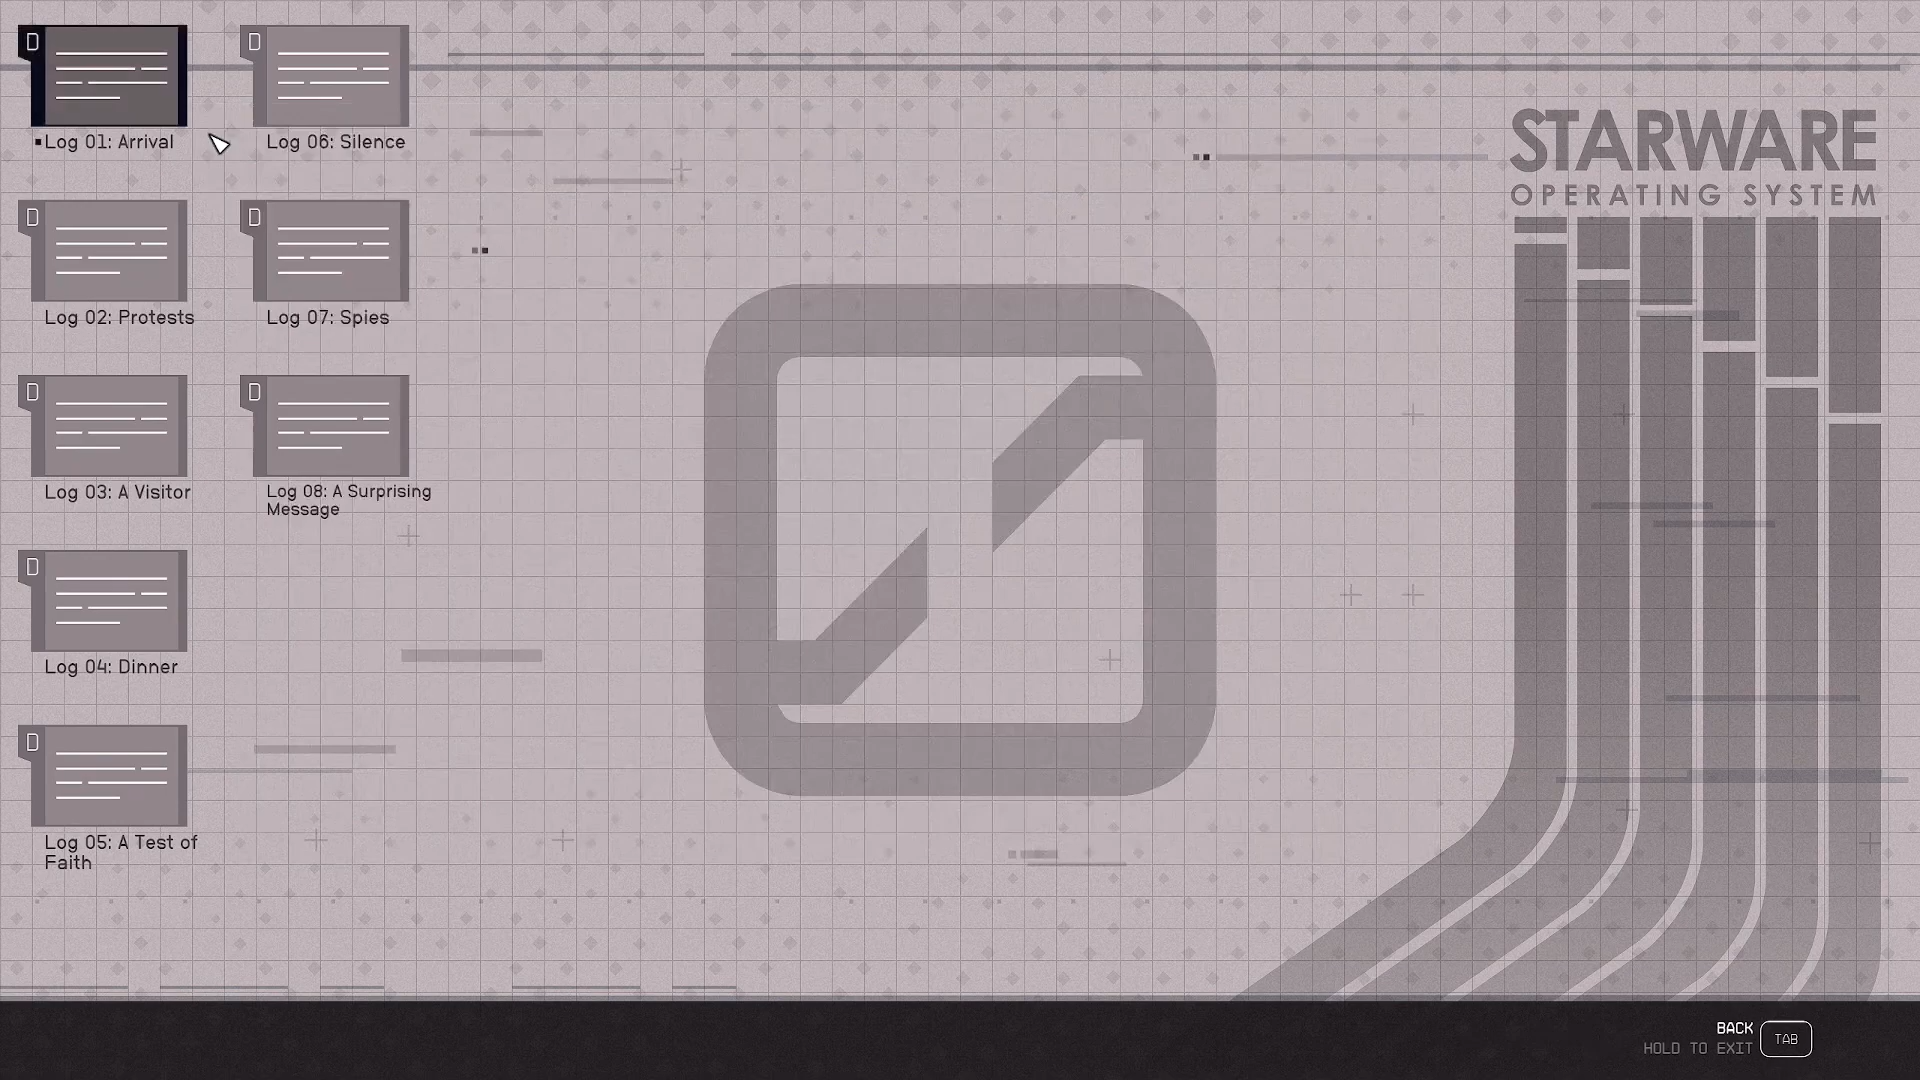 D
Log 01: Arrival
D
Log 06: Silence
D
Log 02: Protests
D
Log 07: Spies
D
Log 03: A Visitor
D
Log 08: A Surprising
Message
D
Log 04: Dinner
D
Log 05: A Test of
Faith
STARWARE
OPERATING SYSTEM
BACK
HOLD TO EXIT
TAB